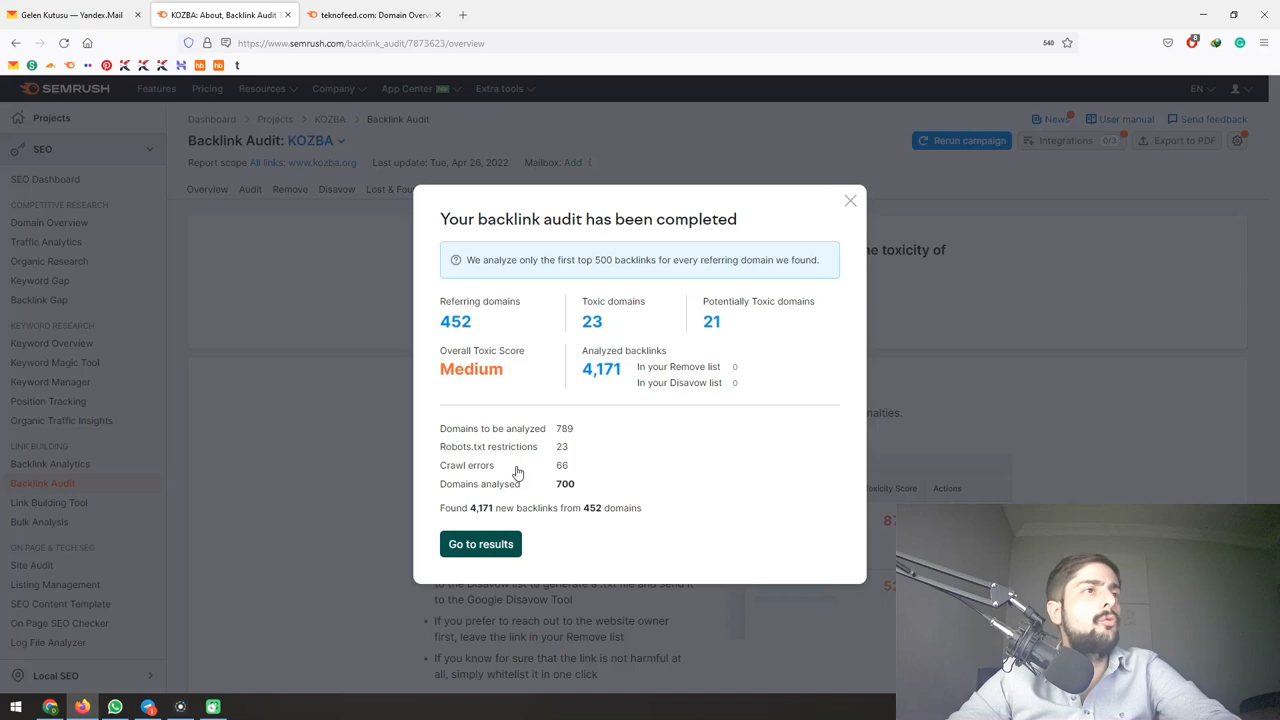 Gelen Kutusu — Yandex.Mail
KOZBA: About, Backlink Audit
teknofeed.com: Domain Overvi
https://www.semrush.com/backlink_audit/7873623/overview
540
8
t
SEMRUSH
Features
Pricing
Resources
Company
App Center NEW
Extra tools
EN
Projects
SEO
SEO Dashboard
COMPETITIVE RESEARCH
Domain Overview
Traffic Analytics
Organic Research
Keyword Gap
Backlink Gap
KEYWORD RESEARCH
Keyword Overview
Keyword Magic Tool
Keyword Manager
Position Tracking
Organic Traffic Insights
LINK BUILDING
Backlink Analytics
Backlink Audit
Link Building Tool
Bulk Analysis
ON PAGE & TECH SEO
Site Audit
Listing Management
SEO Content Template
On Page SEO Checker
Log File Analyzer
Local SEO
Dashboard > Projects > KOZBA > Backlink Audit
News
User manual
Send feedback
Backlink Audit: KOZBA
Rerun campaign
Integrations 0/3
Export to PDF
Report scope All links: www.kozba.org
Last update: Tue, Apr 26, 2022
Mailbox: Add
Overview
Audit
Remove
Disavow
Lost & Fou
e toxicity of
Your backlink audit has been completed
We analyze only the first top 500 backlinks for every referring domain we found.
Referring domains
452
Toxic domains
23
Potentially Toxic domains
21
Overall Toxic Score
Medium
Analyzed backlinks
4,171
In your Remove list 0
In your Disavow list 0
Domains to be analyzed 789
Robots.txt restrictions 23
Crawl errors 66
Domains analysed 700
Found 4,171 new backlinks from 452 domains
Go to results
nalties.
oxicity Score
Actions
to the Disavow list to generate a .txt file and send it
to the Google Disavow Tool
• If you prefer to reach out to the website owner
first, leave the link in your Remove list
• If you know for sure that the link is not harmful at
all, simply whitelist it in one click